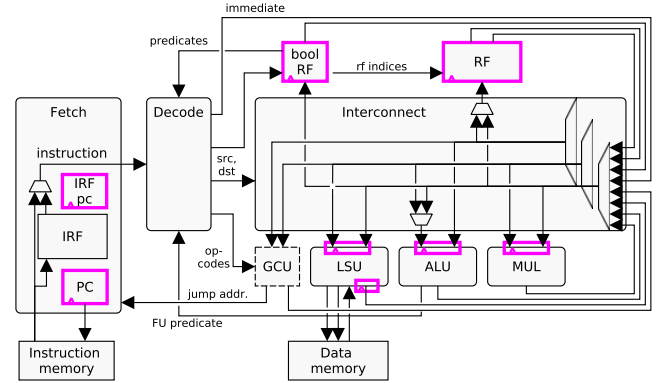 immediate
predicates
bool
RF
rf indices
RF
Fetch
Decode
Interconnect
instruction
src,
dst
IRF
pc
IRF
op-
codes
GCU
LSU
ALU
MUL
PC
jump addr.
FU predicate
Instruction
memory
Data
memory